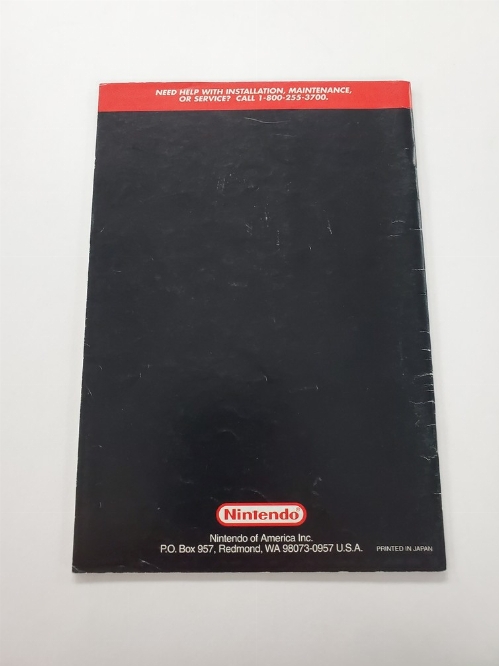 NEED HELP WITH INSTALLATION, MAINTENANCE,
OR SERVICE? CALL 1-800-255-3700.
Nintendo®
Nintendo of America Inc.
P.O. Box 957, Redmond, WA 98073-0957 U.S.A.
PRINTED IN JAPAN